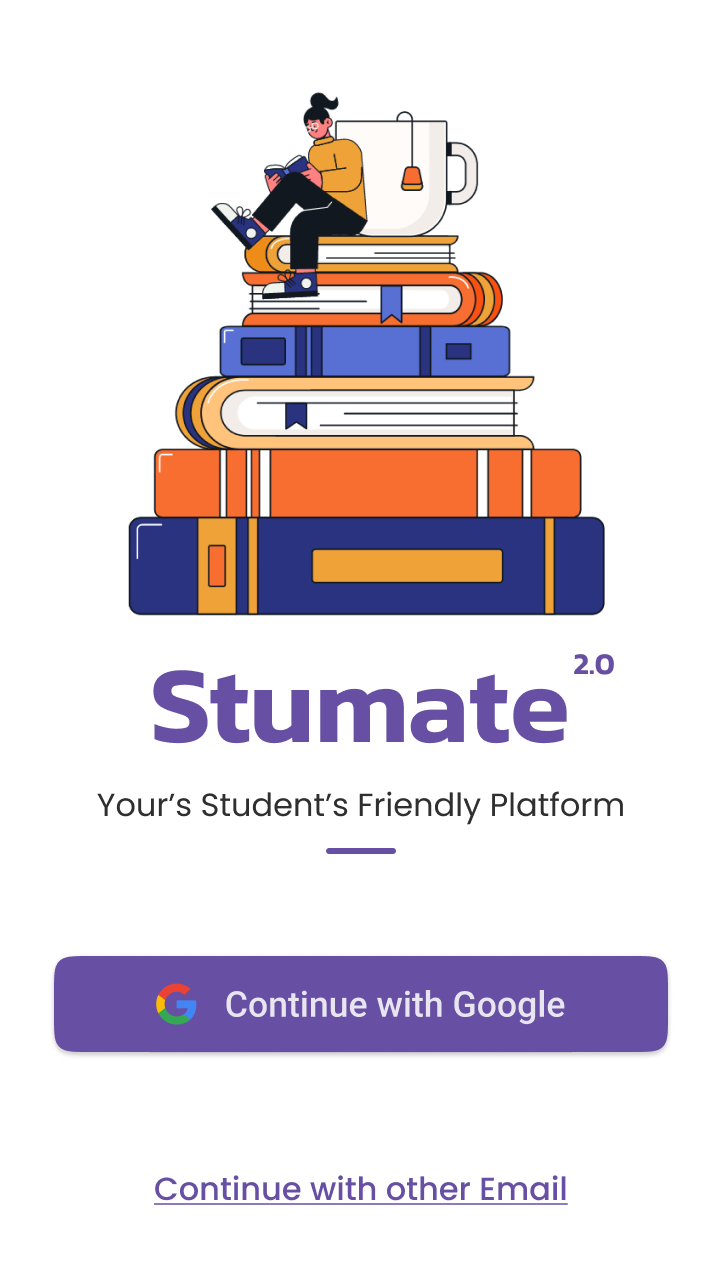 Stumate 2.0
Your’s Student’s Friendly Platform
Continue with Google
Continue with other Email